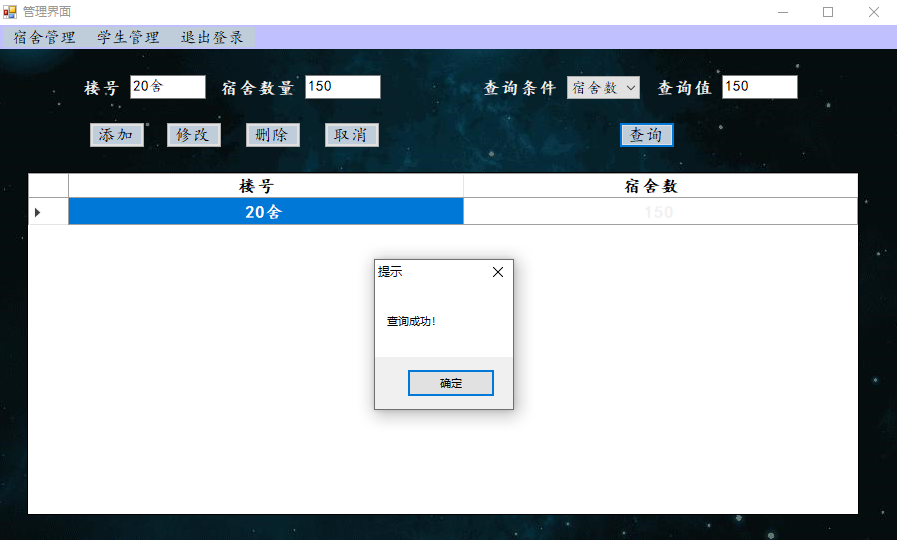 管理界面
宿舍管理 学生管理 退出登录
楼号 20舍 宿舍数量 150 查询条件 宿舍数 查询值 150
添加 修改 删除 取消 查询
楼号 宿舍数
20舍 150
提示
查询成功!
确定